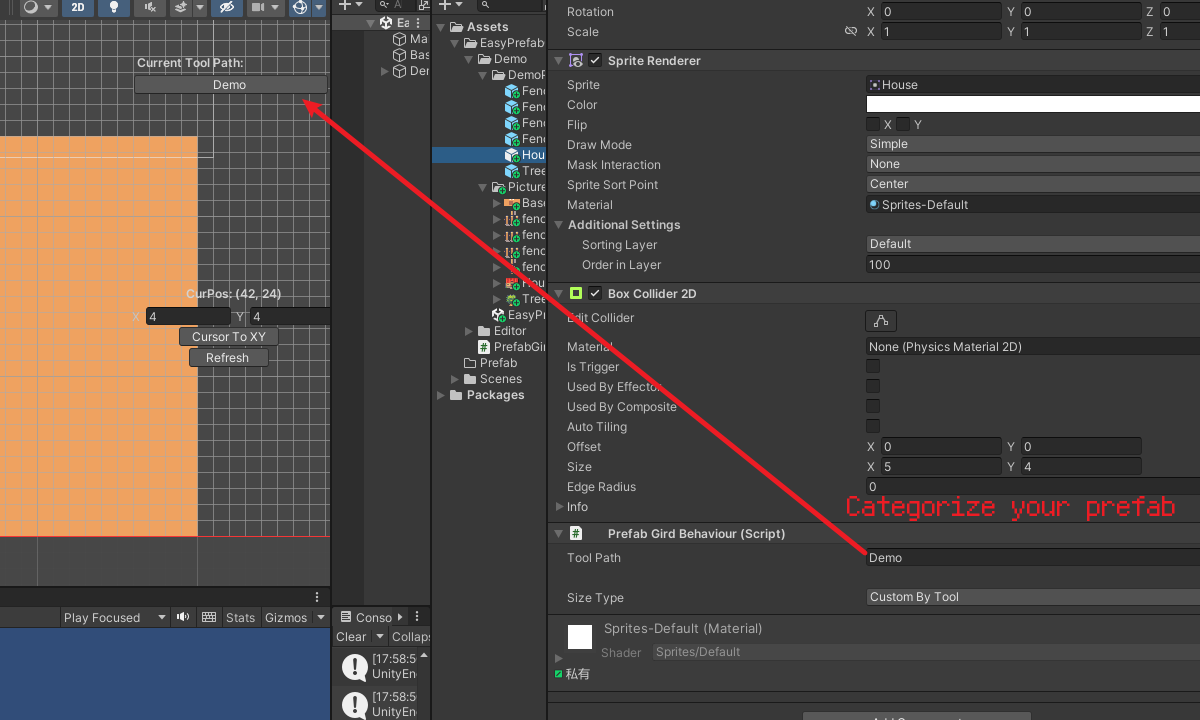 2D
Current Tool Path:
Demo
CurPos: (42, 24)
X 4 Y 4
Cursor To XY
Refresh
Play Focused
Stats
Gizmos
Conso
Clear
Collaps
[17:58:5
UnityEn
[17:58:5
UnityEn
Assets
EasyPrefab
Demo
Fenc
Fenc
Fenc
Fenc
Hou
Tree
Picture
Base
fenc
fenc
fenc
fenc
Hou
Tree
EasyPr
Editor
PrefabGi
Prefab
Scenes
Packages
Rotation X 0 Y 0 Z 0
Scale X 1 Y 1 Z 1
Sprite Renderer
Sprite House
Color
Flip X Y
Draw Mode Simple
Mask Interaction None
Sprite Sort Point Center
Material Sprites-Default
Additional Settings
Sorting Layer Default
Order in Layer 100
Box Collider 2D
Edit Collider
Material None (Physics Material 2D)
Is Trigger
Used By Effector
Used By Composite
Auto Tiling
Offset X 0 Y 0
Size X 5 Y 4
Edge Radius 0
Info
Categorize your prefab
# Prefab Gird Behaviour (Script)
Tool Path Demo
Size Type Custom By Tool
Sprites-Default (Material)
Shader Sprites/Default
私有